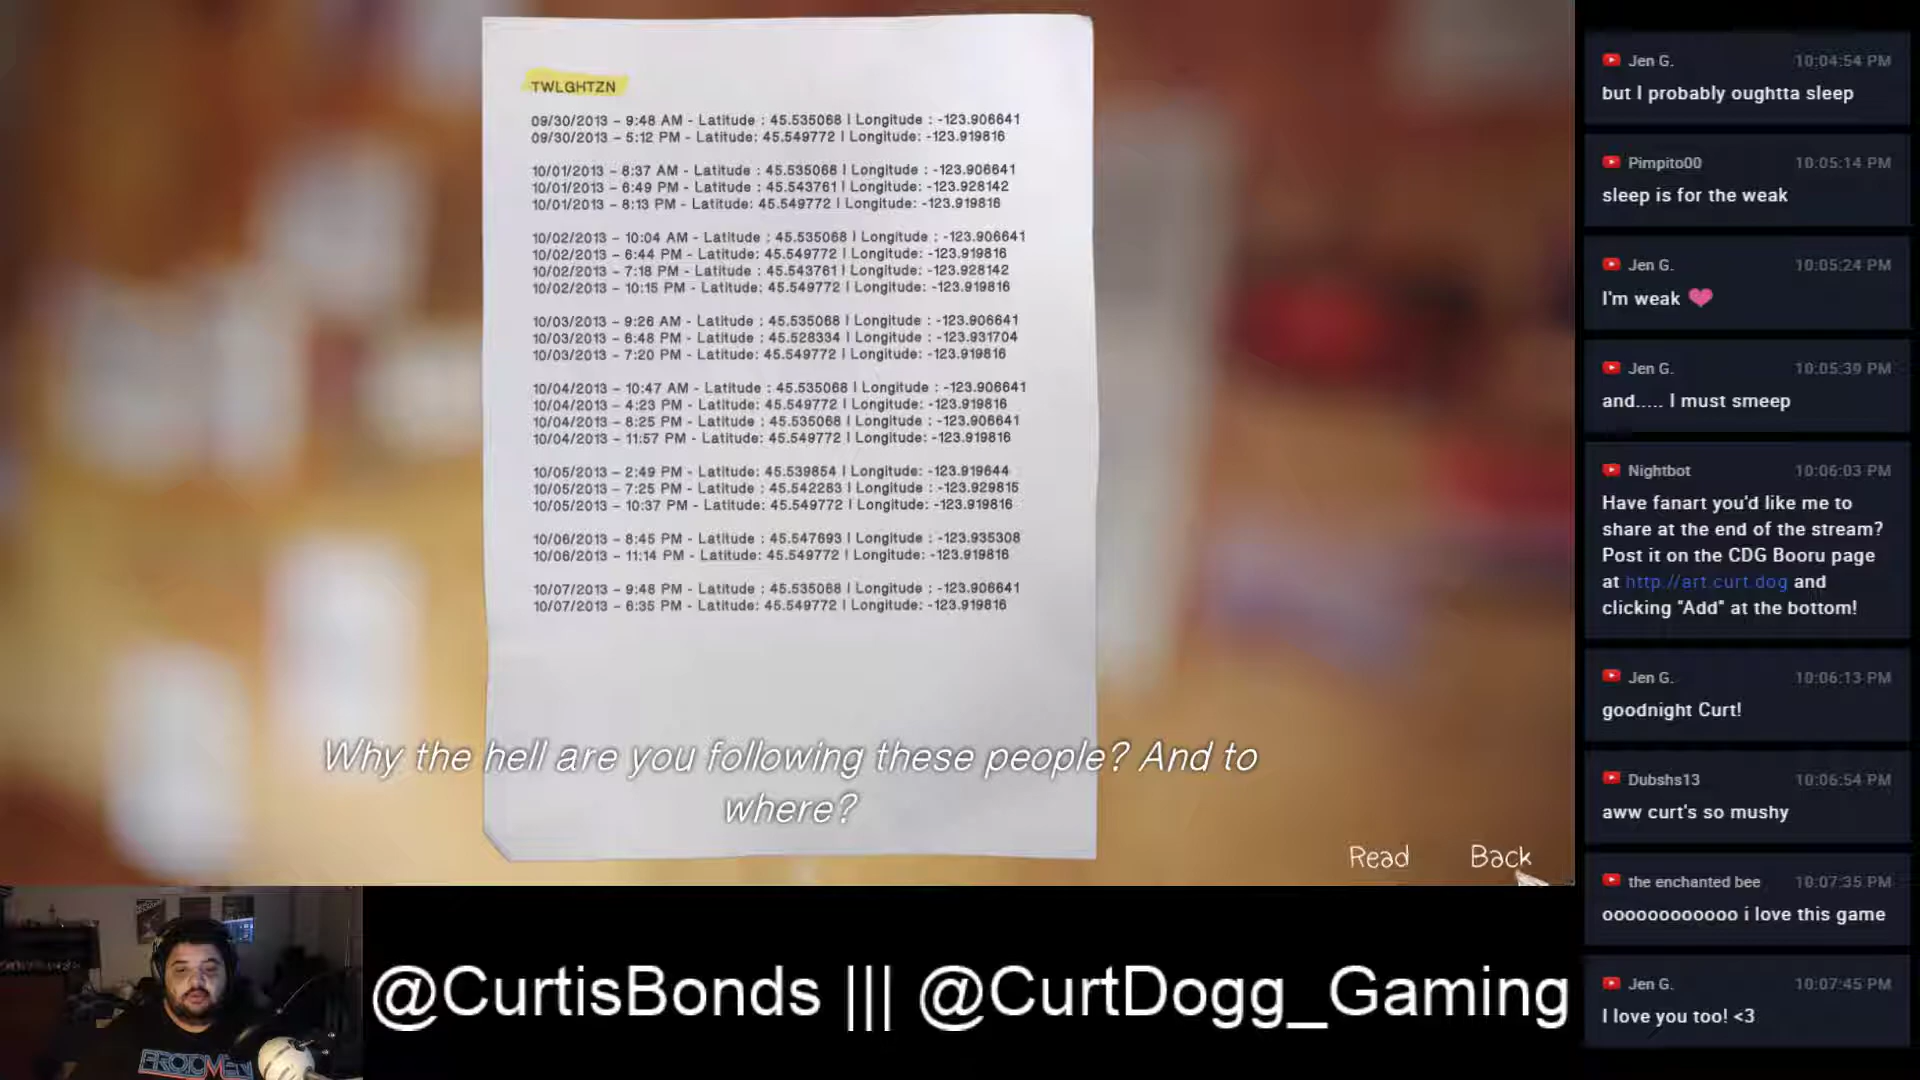 TWLGHTZN
09/30/2013 - 9:48 AM - Latitude : 45.535068 | Longitude : -123.906641
09/30/2013 - 5:12 PM - Latitude: 45.549772 | Longitude: -123.919816
10/01/2013 - 8:37 AM - Latitude : 45.535068 | Longitude : -123.906641
10/01/2013 - 6:49 PM - Latitude : 45.543761 | Longitude: -123.928142
10/01/2013 - 8:13 PM - Latitude: 45.549772 | Longitude: -123.919816
10/02/2013 - 10:04 AM - Latitude : 45.535068 | Longitude : -123.906641
10/02/2013 - 6:44 PM - Latitude: 45.549772 | Longitude: -123.919816
10/02/2013 - 7:18 PM - Latitude : 45.543761 | Longitude: -123.928142
10/02/2013 - 10:15 PM - Latitude: 45.549772 | Longitude: -123.919816
10/03/2013 - 9:26 AM - Latitude : 45.535068 | Longitude : -123.906641
10/03/2013 - 6:48 PM - Latitude : 45.528334 | Longitude : -123.931704
10/03/2013 - 7:20 PM - Latitude: 45.549772 | Longitude: -123.919816
10/04/2013 - 10:47 AM - Latitude : 45.535068 | Longitude : -123.906641
10/04/2013 - 4:23 PM - Latitude: 45.549772 | Longitude: -123.919816
10/04/2013 - 8:25 PM - Latitude : 45.535068 | Longitude : -123.906641
10/04/2013 - 11:57 PM - Latitude: 45.549772 | Longitude: -123.919816
10/05/2013 - 2:49 PM - Latitude: 45.539854 | Longitude: -123.919644
10/05/2013 - 7:25 PM - Latitude : 45.542283 | Longitude : -123.929815
10/05/2013 - 10:37 PM - Latitude: 45.549772 | Longitude: -123.919816
10/06/2013 - 8:45 PM - Latitude : 45.547693 | Longitude : -123.935308
10/06/2013 - 11:14 PM - Latitude: 45.549772 | Longitude: -123.919816
10/07/2013 - 9:48 PM - Latitude : 45.535068 | Longitude : -123.906641
10/07/2013 - 6:35 PM - Latitude: 45.549772 | Longitude: -123.919816
Why the hell are you following these people? And to
where?
Read Back
Jen G. 10:04:54 PM
but I probably oughtta sleep
Pimpito00 10:05:14 PM
sleep is for the weak
Jen G. 10:05:24 PM
I'm weak
Jen G. 10:05:39 PM
and..... I must smeep
Nightbot 10:06:03 PM
Have fanart you'd like me to
share at the end of the stream?
Post it on the CDG Booru page
at http://art.curt.dog and
clicking "Add" at the bottom!
Jen G. 10:06:13 PM
goodnight Curt!
Dubshs13 10:06:54 PM
aww curt's so mushy
the enchanted bee 10:07:35 PM
oooooooooooo i love this game
Jen G. 10:07:45 PM
I love you too! <3
@CurtisBonds ||| @CurtDogg_Gaming
PROTOMEN